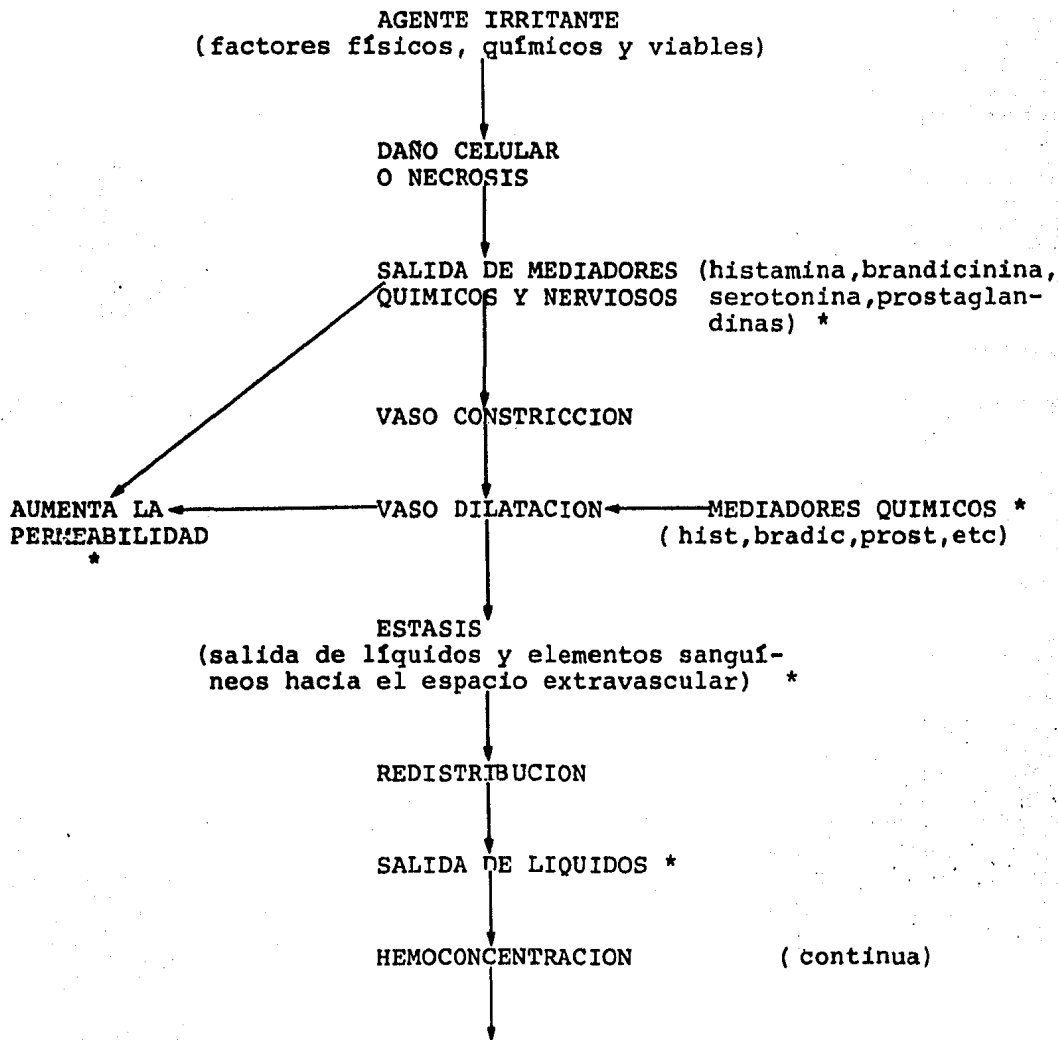 AGENTE IRRITANTE
(factores físicos, químicos y viables)
DAÑO CELULAR
O NECROSIS
SALIDA DE MEDIADORES (histamina,brandicinina,
QUIMICOS Y NERVIOSOS serotonina,prostaglan-
dinas) *
VASO CONSTRICCION
AUMENTA LA VASO DILATACION MEDIADORES QUIMICOS *
PERMEABILIDAD ( hist,bradic,prost,etc)
*
ESTASIS
(salida de líquidos y elementos sanguí-
neos hacia el espacio extravascular) *
REDISTRIBUCION
SALIDA DE LIQUIDOS *
HEMOCONCENTRACION ( contínua)